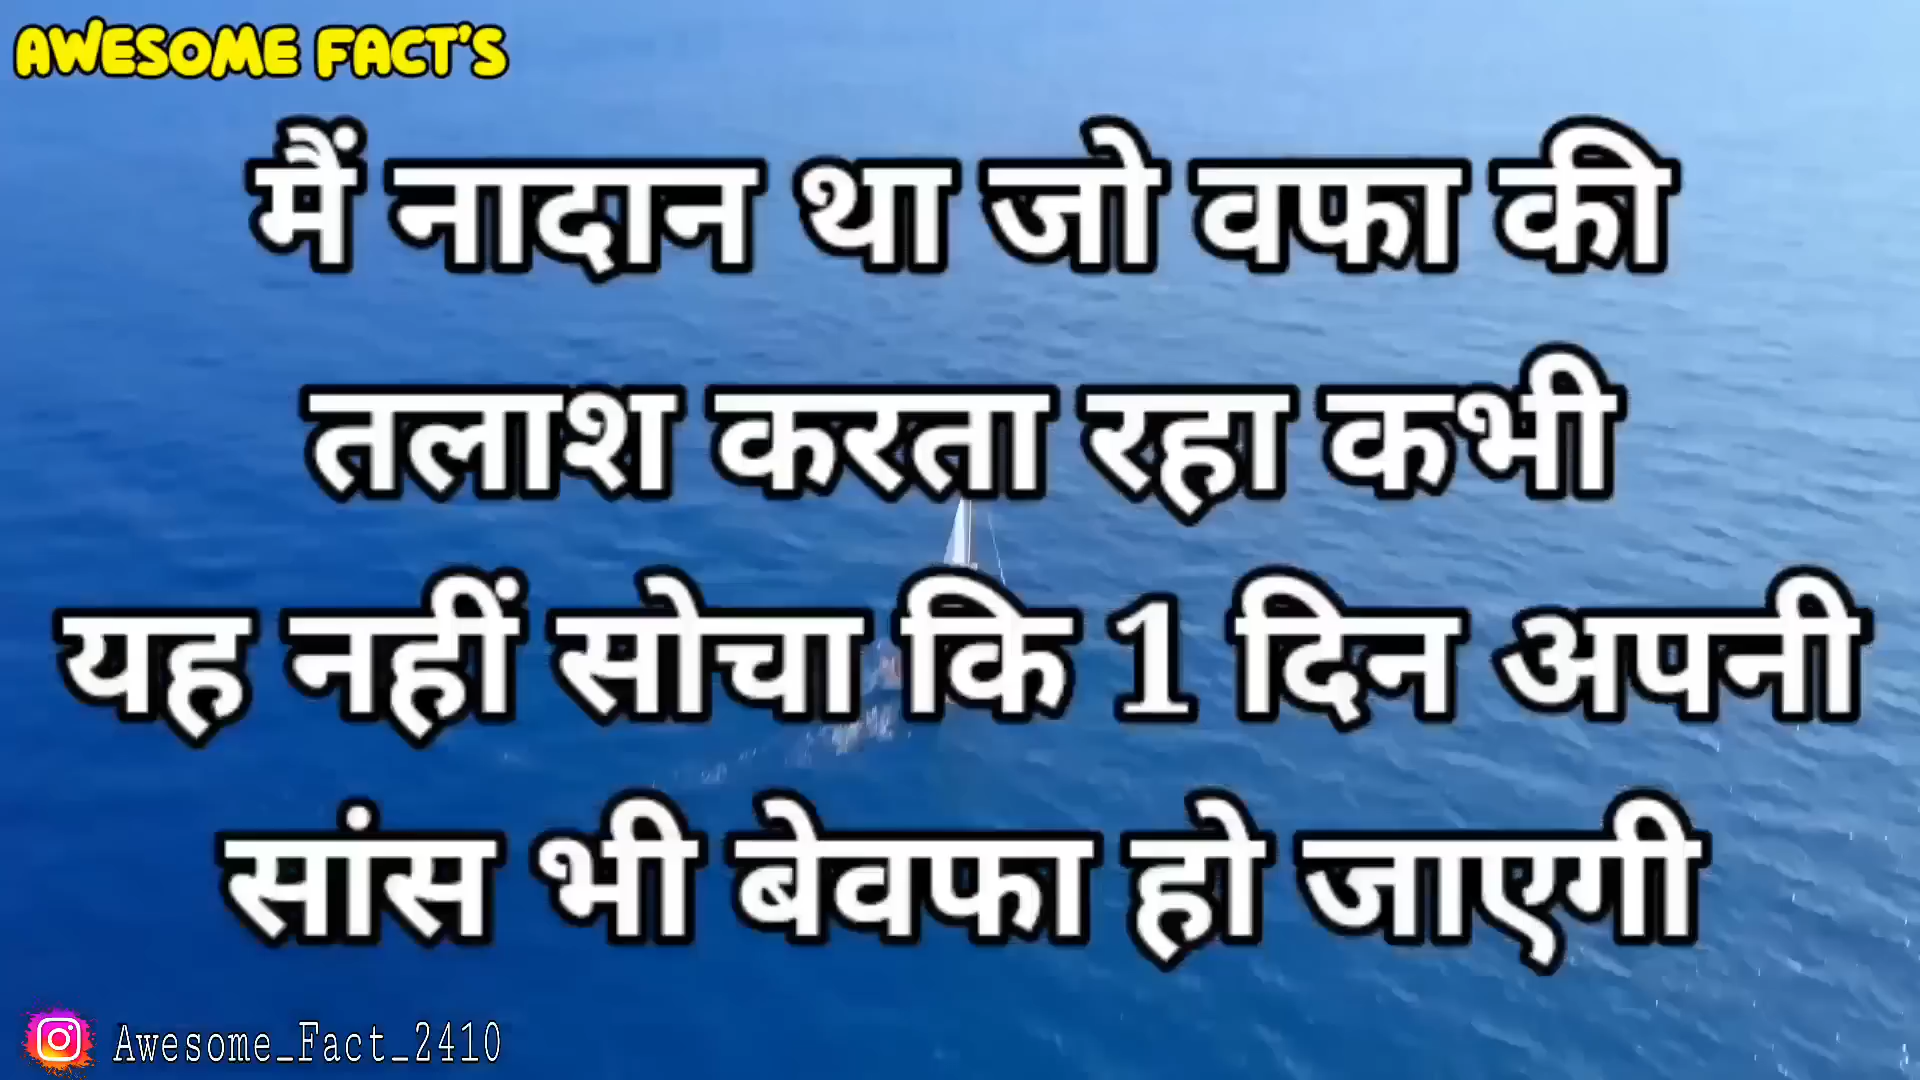 AWESOME FACT'S
मैं नादान था जो वफा की
तलाश करता रहा कभी
यह नहीं सोचा कि 1 दिन अपनी
सांस भी बेवफा हो जाएगी
Awesome_Fact_2410